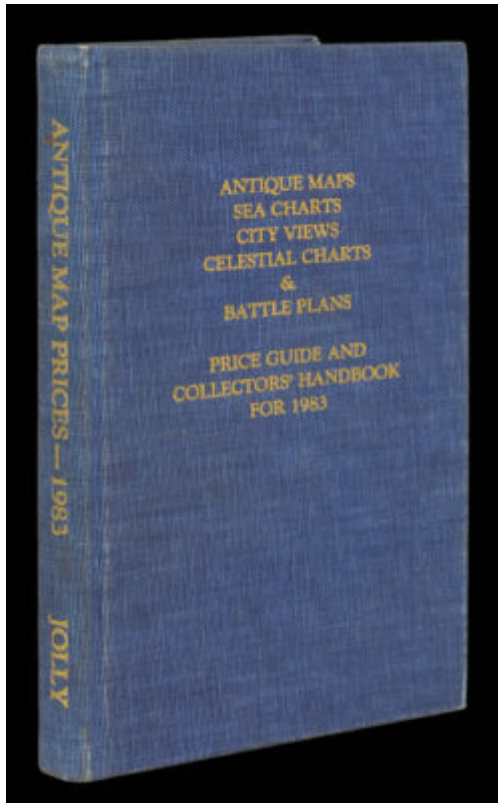 ANTIQUE MAP PRICES—1983 JOLLY
ANTIQUE MAPS
SEA CHARTS
CITY VIEWS
CELESTIAL CHARTS
&
BATTLE PLANS
PRICE GUIDE AND
COLLECTORS' HANDBOOK
FOR 1983